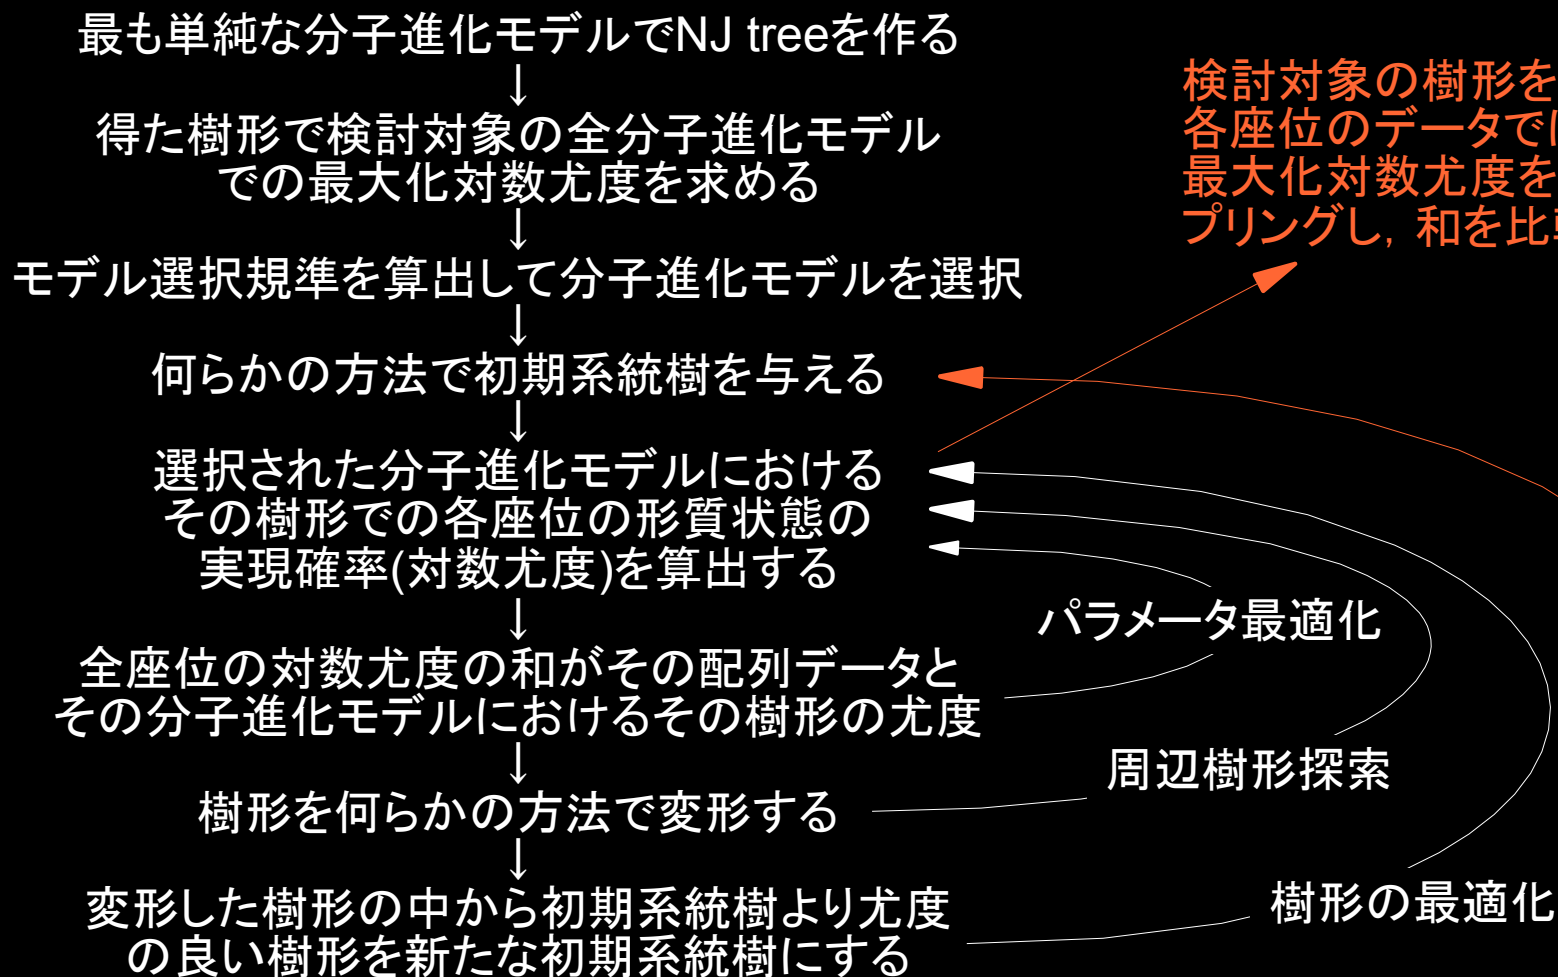 最も単純な分子進化モデルでNJ treeを作る
↓
得た樹形で検討対象の全分子進化モデル
での最大化対数尤度を求める
↓
モデル選択規準を算出して分子進化モデルを選択
↓
何らかの方法で初期系統樹を与える
↓
選択された分子進化モデルにおける
その樹形での各座位の形質状態の
実現確率(対数尤度)を算出する
↓
全座位の対数尤度の和がその配列データと
その分子進化モデルにおけるその樹形の尤度
↓
樹形を何らかの方法で変形する
↓
変形した樹形の中から初期系統樹より尤度
の良い樹形を新たな初期系統樹にする
検討対象の樹形を
各座位のデータで
最大化対数尤度を
プリングし, 和を比
パラメータ最適化
周辺樹形探索
樹形の最適化